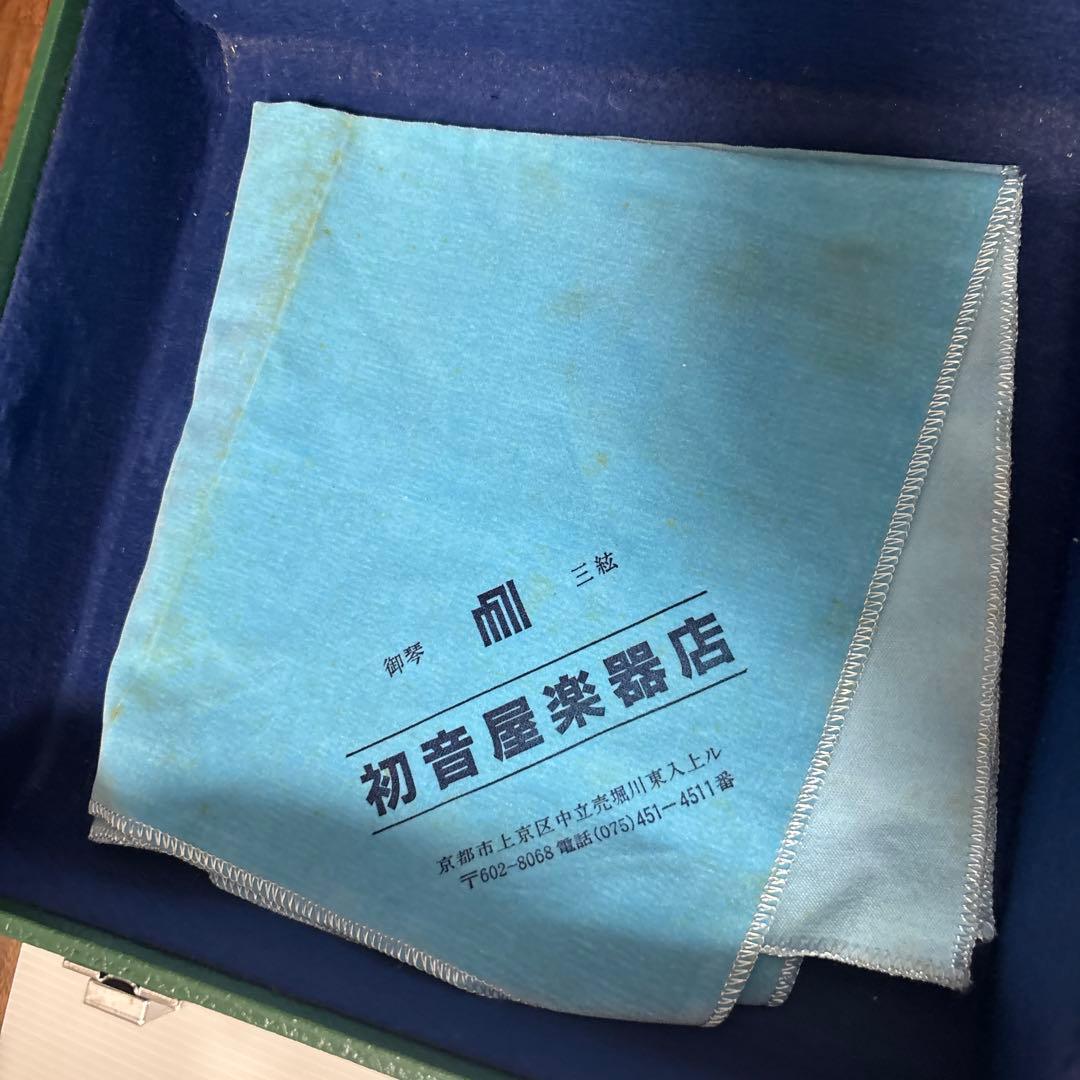 御琴 三絃
初音屋楽器店
京都市上京区中立売堀川東入上ル
〒602-8068 電話(075)451-4511番